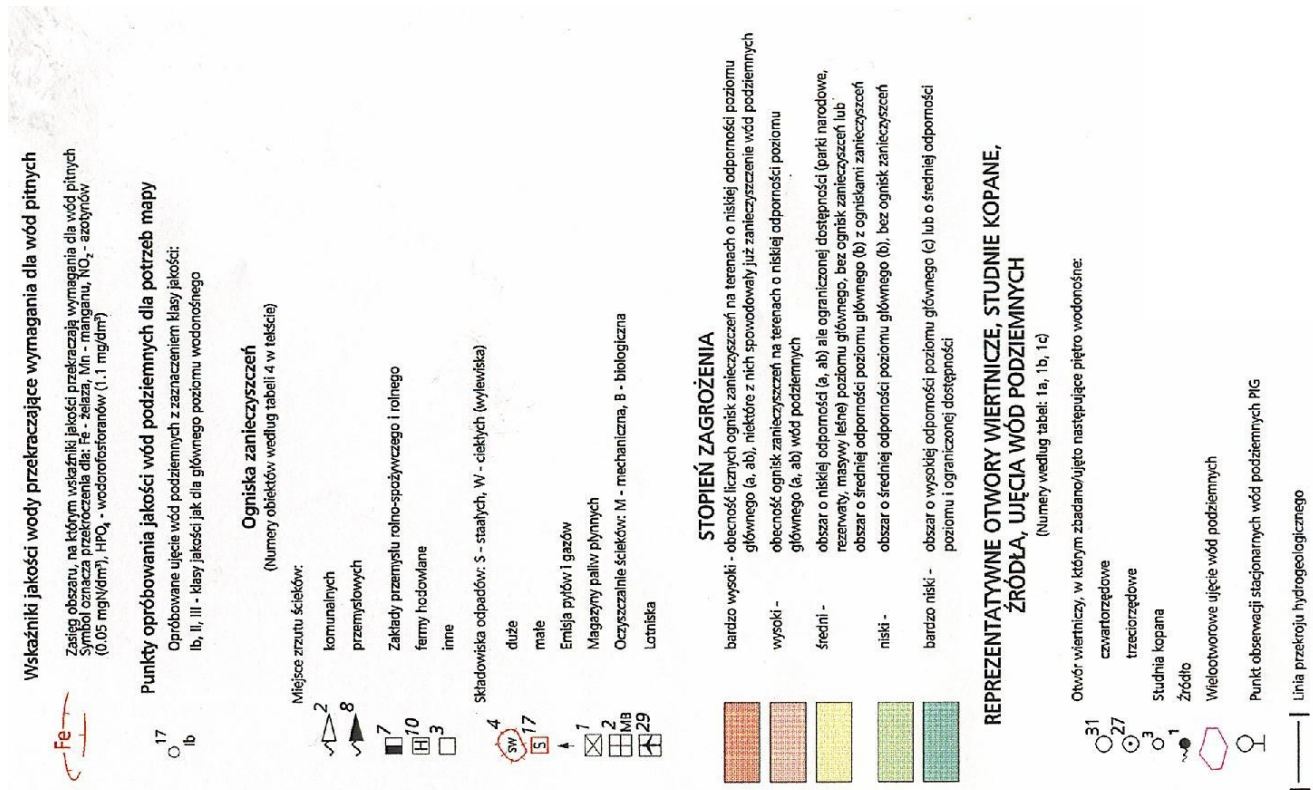 Wskaźniki jakości wody przekraczające wymagania dla wód pitnych
Fe
Zasięg obszaru, na którym wskaźniki jakości przekraczają wymagania dla wód pitnych
Symbol oznacza przekroczenia dla: Fe - żelaza, Mn - manganu, NO₂ - azotynów
(0.05 mgN/dm³), HPO₄ - wodorofosforanów (1.1 mg/dm³)
Punkty opróbowania jakości wód podziemnych dla potrzeb mapy
17
Ib
Opróbowane ujęcie wód podziemnych z zaznaczeniem klasy jakości:
Ib, II, III - klasy jakości jak dla głównego poziomu wodonośnego
Ogniska zanieczyszczeń
(Numery obiektów według tabeli 4 w tekście)
Miejsce zrzutu ścieków:
2 komunalnych
8 przemysłowych
7 Zakłady przemysłu rolno-spożywczego i rolnego
H 10 fermy hodowlane
3 inne
Składowiska odpadów: S - stałych, W - ciekłych (wylewiska)
SW 4 duże
S 17 małe
Emisja pyłów i gazów
1 Magazyny paliw płynnych
2 MB Oczyszczalnie ścieków: M - mechaniczna, B - biologiczna
29 Lotniska
STOPIEŃ ZAGROŻENIA
bardzo wysoki - obecność licznych ognisk zanieczyszczeń na terenach o niskiej odporności poziomu
głównego (a, ab), niektóre z nich spowodowały już zanieczyszczenie wód podziemnych
wysoki - obecność ognisk zanieczyszczeń na terenach o niskiej odporności poziomu
głównego (a, ab) wód podziemnych
średni - obszar o niskiej odporności (a, ab) ale ograniczonej dostępności (parki narodowe,
rezerwaty, masywy leśne) poziomu głównego, bez ognisk zanieczyszczeń lub
obszar o średniej odporności poziomu głównego (b) z ogniskami zanieczyszczeń
niski - obszar o średniej odporności poziomu głównego (b), bez ognisk zanieczyszczeń
bardzo niski - obszar o wysokiej odporności poziomu głównego (c) lub o średniej odporności
poziomu i ograniczonej dostępności
REPREZENTATYWNE OTWORY WIERTNICZE, STUDNIE KOPANE,
ŹRÓDŁA, UJĘCIA WÓD PODZIEMNYCH
(Numery według tabel: 1a, 1b, 1c)
Otwór wiertniczy, w którym zbadano/ujęto następujące piętro wodonośne:
31 czwartorzędowe
27 trzeciorzędowe
3 Studnia kopana
1 Źródło
Wielootworowe ujęcie wód podziemnych
Punkt obserwacji stacjonarnych wód podziemnych PIG
Linia przekroju hydrogeologicznego